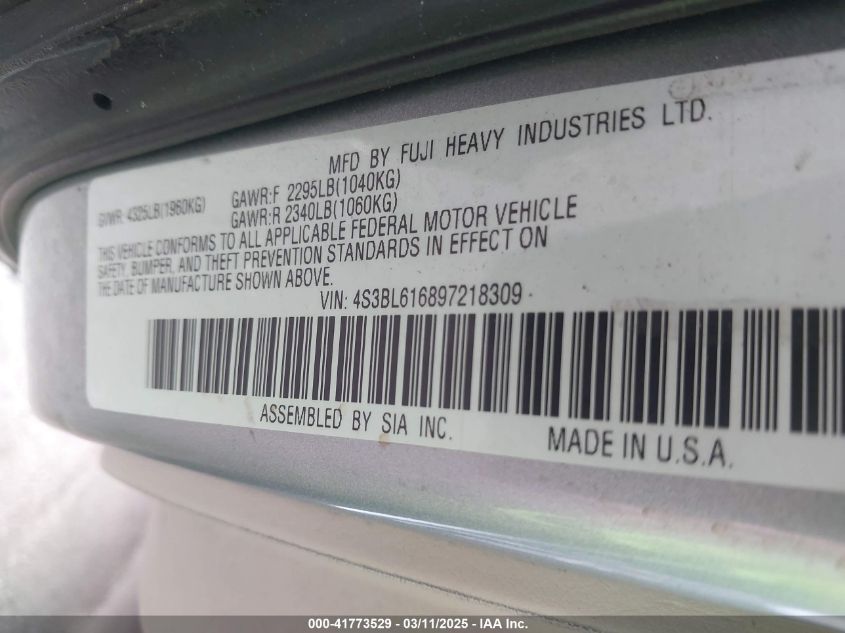 MFD BY FUJI HEAVY INDUSTRIES LTD.
GVWR: 4325LB(1960KG) GAWR:F 2295LB(1040KG)
GAWR:R 2340LB(1060KG)
THIS VEHICLE CONFORMS TO ALL APPLICABLE FEDERAL MOTOR VEHICLE
SAFETY, BUMPER, AND THEFT PREVENTION STANDARDS IN EFFECT ON
THE DATE OF MANUFACTURE SHOWN ABOVE.
VIN: 4S3BL616897218309
ASSEMBLED BY SIA INC.
MADE IN U.S.A.
000-41773529 - 03/11/2025 - IAA Inc.